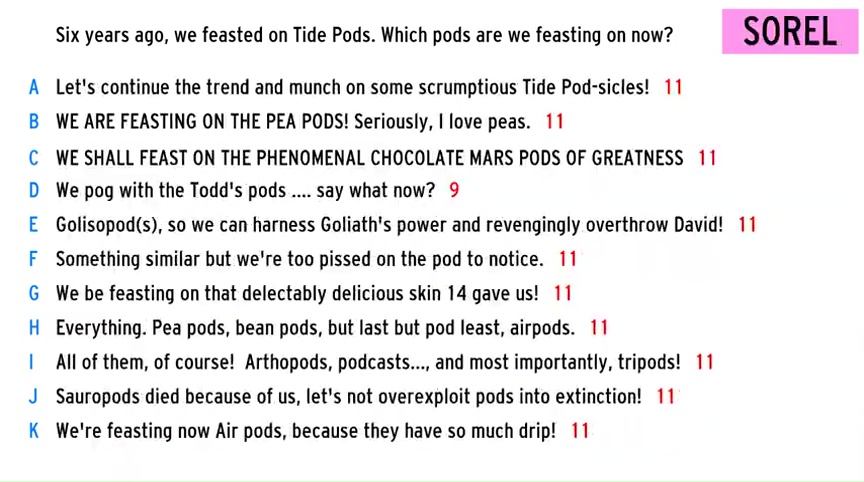 Six years ago, we feasted on Tide Pods. Which pods are we feasting on now?
SOREL
A Let's continue the trend and munch on some scrumptious Tide Pod-sicles! 11
B WE ARE FEASTING ON THE PEA PODS! Seriously, I love peas. 11
C WE SHALL FEAST ON THE PHENOMENAL CHOCOLATE MARS PODS OF GREATNESS 11
D We pog with the Todd's pods .... say what now? 9
E Golisopod(s), so we can harness Goliath's power and revengingly overthrow David! 11
F Something similar but we're too pissed on the pod to notice. 11
G We be feasting on that delectably delicious skin 14 gave us! 11
H Everything. Pea pods, bean pods, but last but pod least, airpods. 11
I All of them, of course! Arthopods, podcasts..., and most importantly, tripods! 11
J Sauropods died because of us, let's not overexploit pods into extinction! 11
K We're feasting now Air pods, because they have so much drip! 11